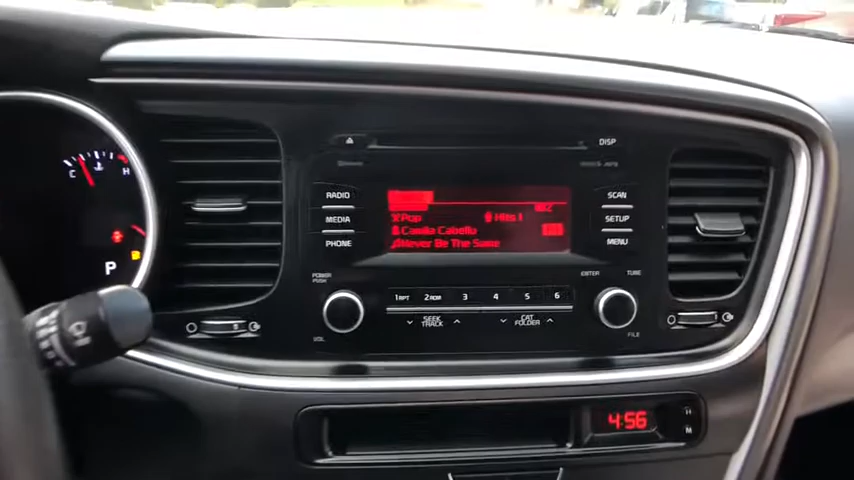 DISP
RADIO
SCAN
MEDIA
SETUP
PHONE
MENU
Pop
Hits 1
Camila Cabello
Never Be the Same
C
H
P
POWER
PUSH
ENTER
TUNE
1 RPT
2 RDM
3
4
5
6
SEEK
TRACK
CAT
FOLDER
VOL
FILE
4:56
H
M